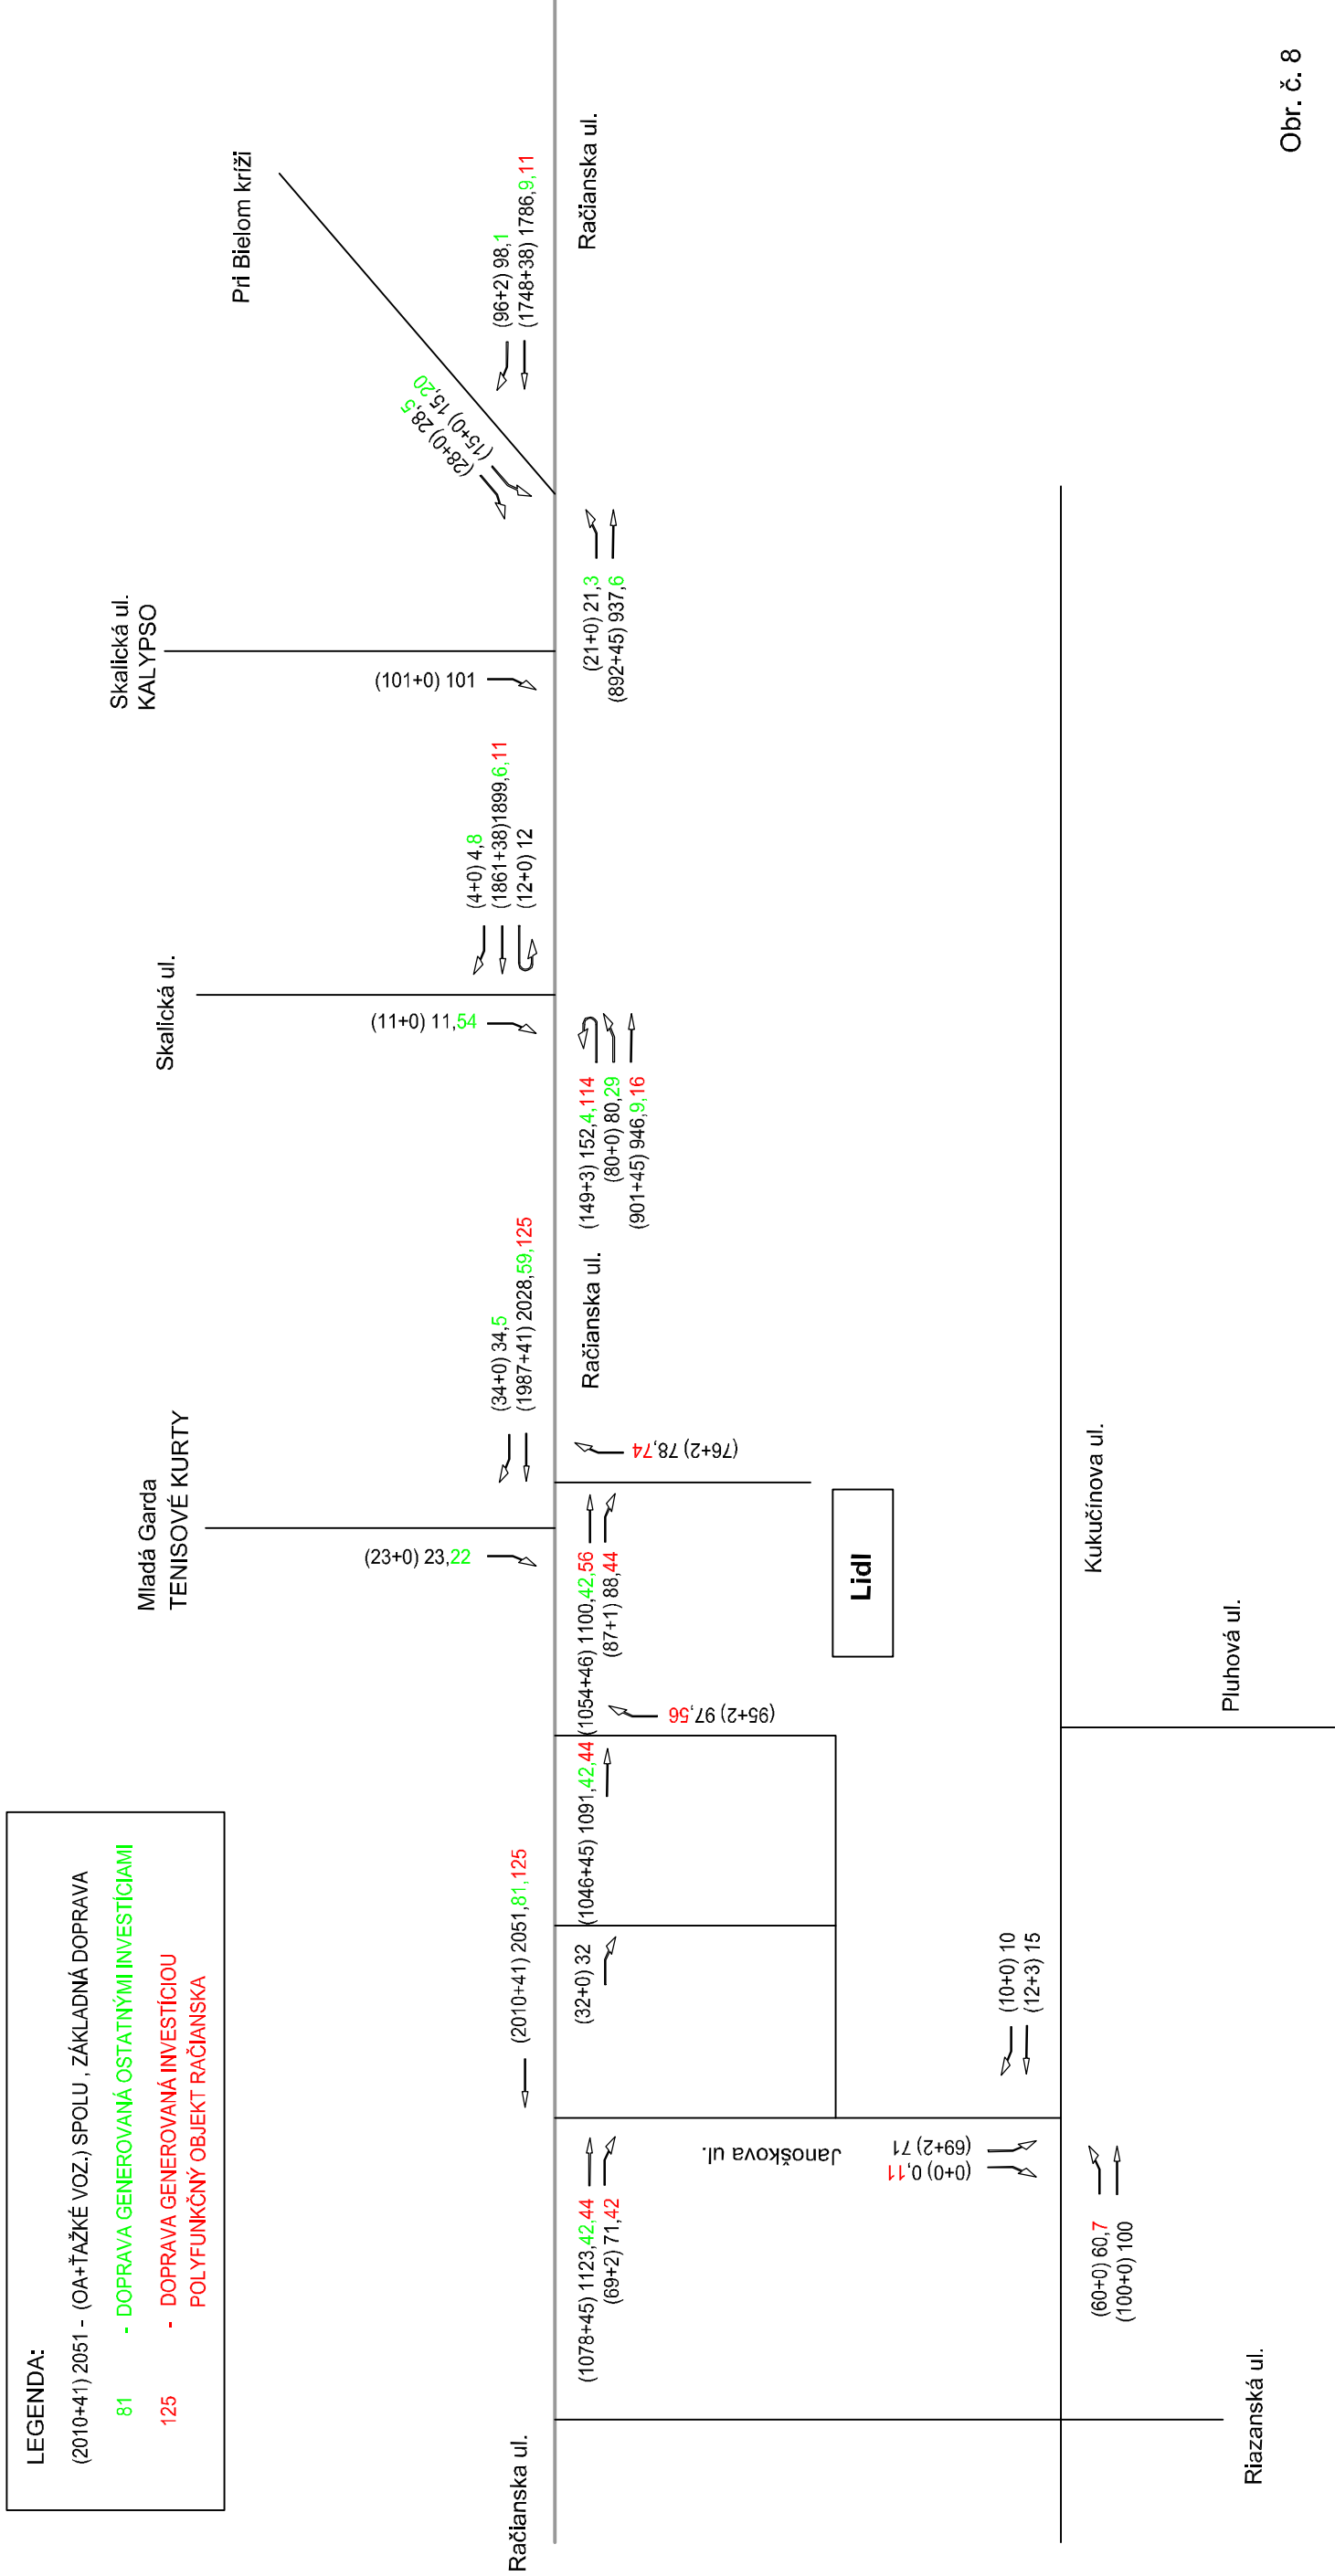 LEGENDA:
(2010+41) 2051 - (OA+ŤAŽKÉ VOZ.) SPOLU , ZÁKLADNÁ DOPRAVA
81 - DOPRAVA GENEROVANÁ OSTATNÝMI INVESTÍCIAMI
125 - DOPRAVA GENEROVANÁ INVESTÍCIOU
POLYFUNKČNÝ OBJEKT RAČIANSKA
Mladá Garda
TENISOVÉ KURTY
Skalická ul.
Skalická ul.
KALYPSO
Pri Bielom kríži
(23+0) 23,22
(11+0) 11,54
(101+0) 101
(28+0) 28,5
(15+0) 15,20
(96+2) 98,1
(1748+38) 1786,9,11
(4+0) 4,8
(1861+38)1899,6,11
(12+0) 12
(34+0) 34,5
(1987+41) 2028,59,125
(2010+41) 2051,81,125
Račianska ul.
Račianska ul.
Račianska ul.
(1078+45) 1123,42,44
(69+2) 71,42
(32+0) 32
(1046+45) 1091,42,44
(1054+46) 1100,42,56
(87+1) 88,44
(95+2) 97,56
(76+2) 78,74
(149+3) 152,4,114
(80+0) 80,29
(901+45) 946,9,16
(21+0) 21,3
(892+45) 937,6
Janoškova ul.
Lidl
(0+0) 0,11
(69+2) 71
(10+0) 10
(12+3) 15
(60+0) 60,7
(100+0) 100
Kukučínova ul.
Pluhová ul.
Riazanská ul.
Obr. č. 8